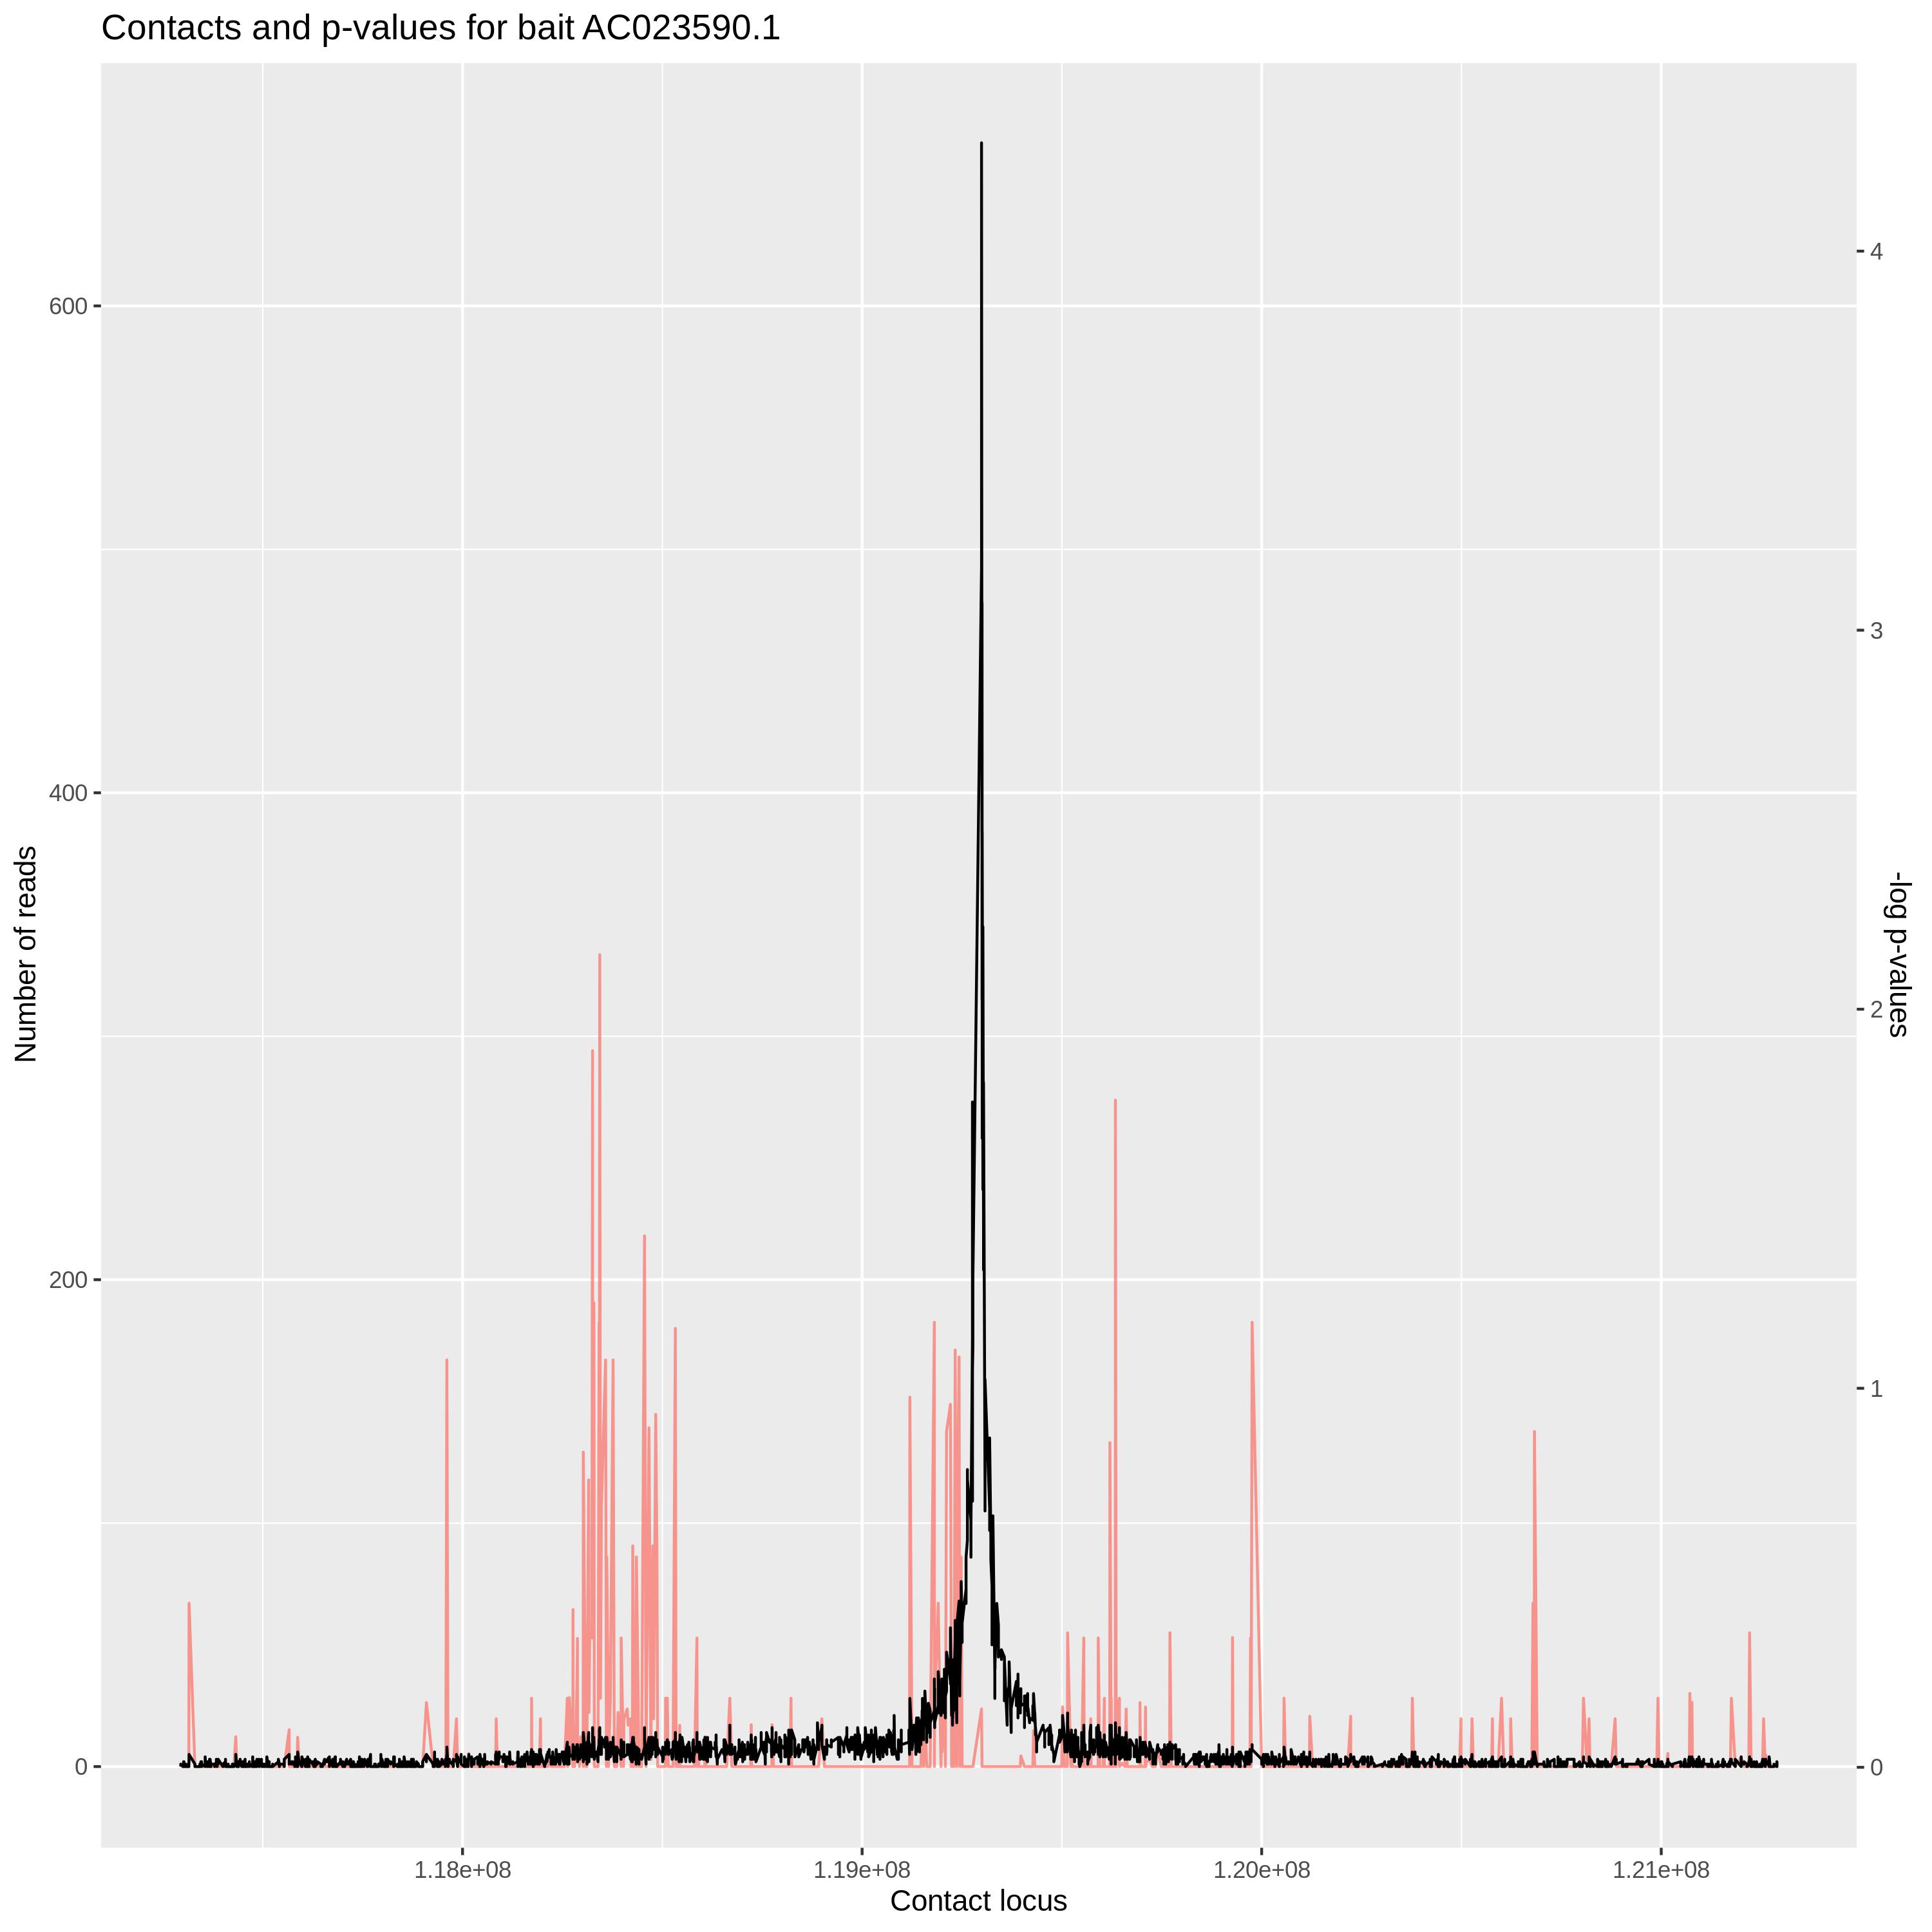 Contacts and p-values for bait AC023590.1
600
400
200
0
4
3
2
1
0
Number of reads
-log p-values
1.18e+08
1.19e+08
1.20e+08
1.21e+08
Contact locus